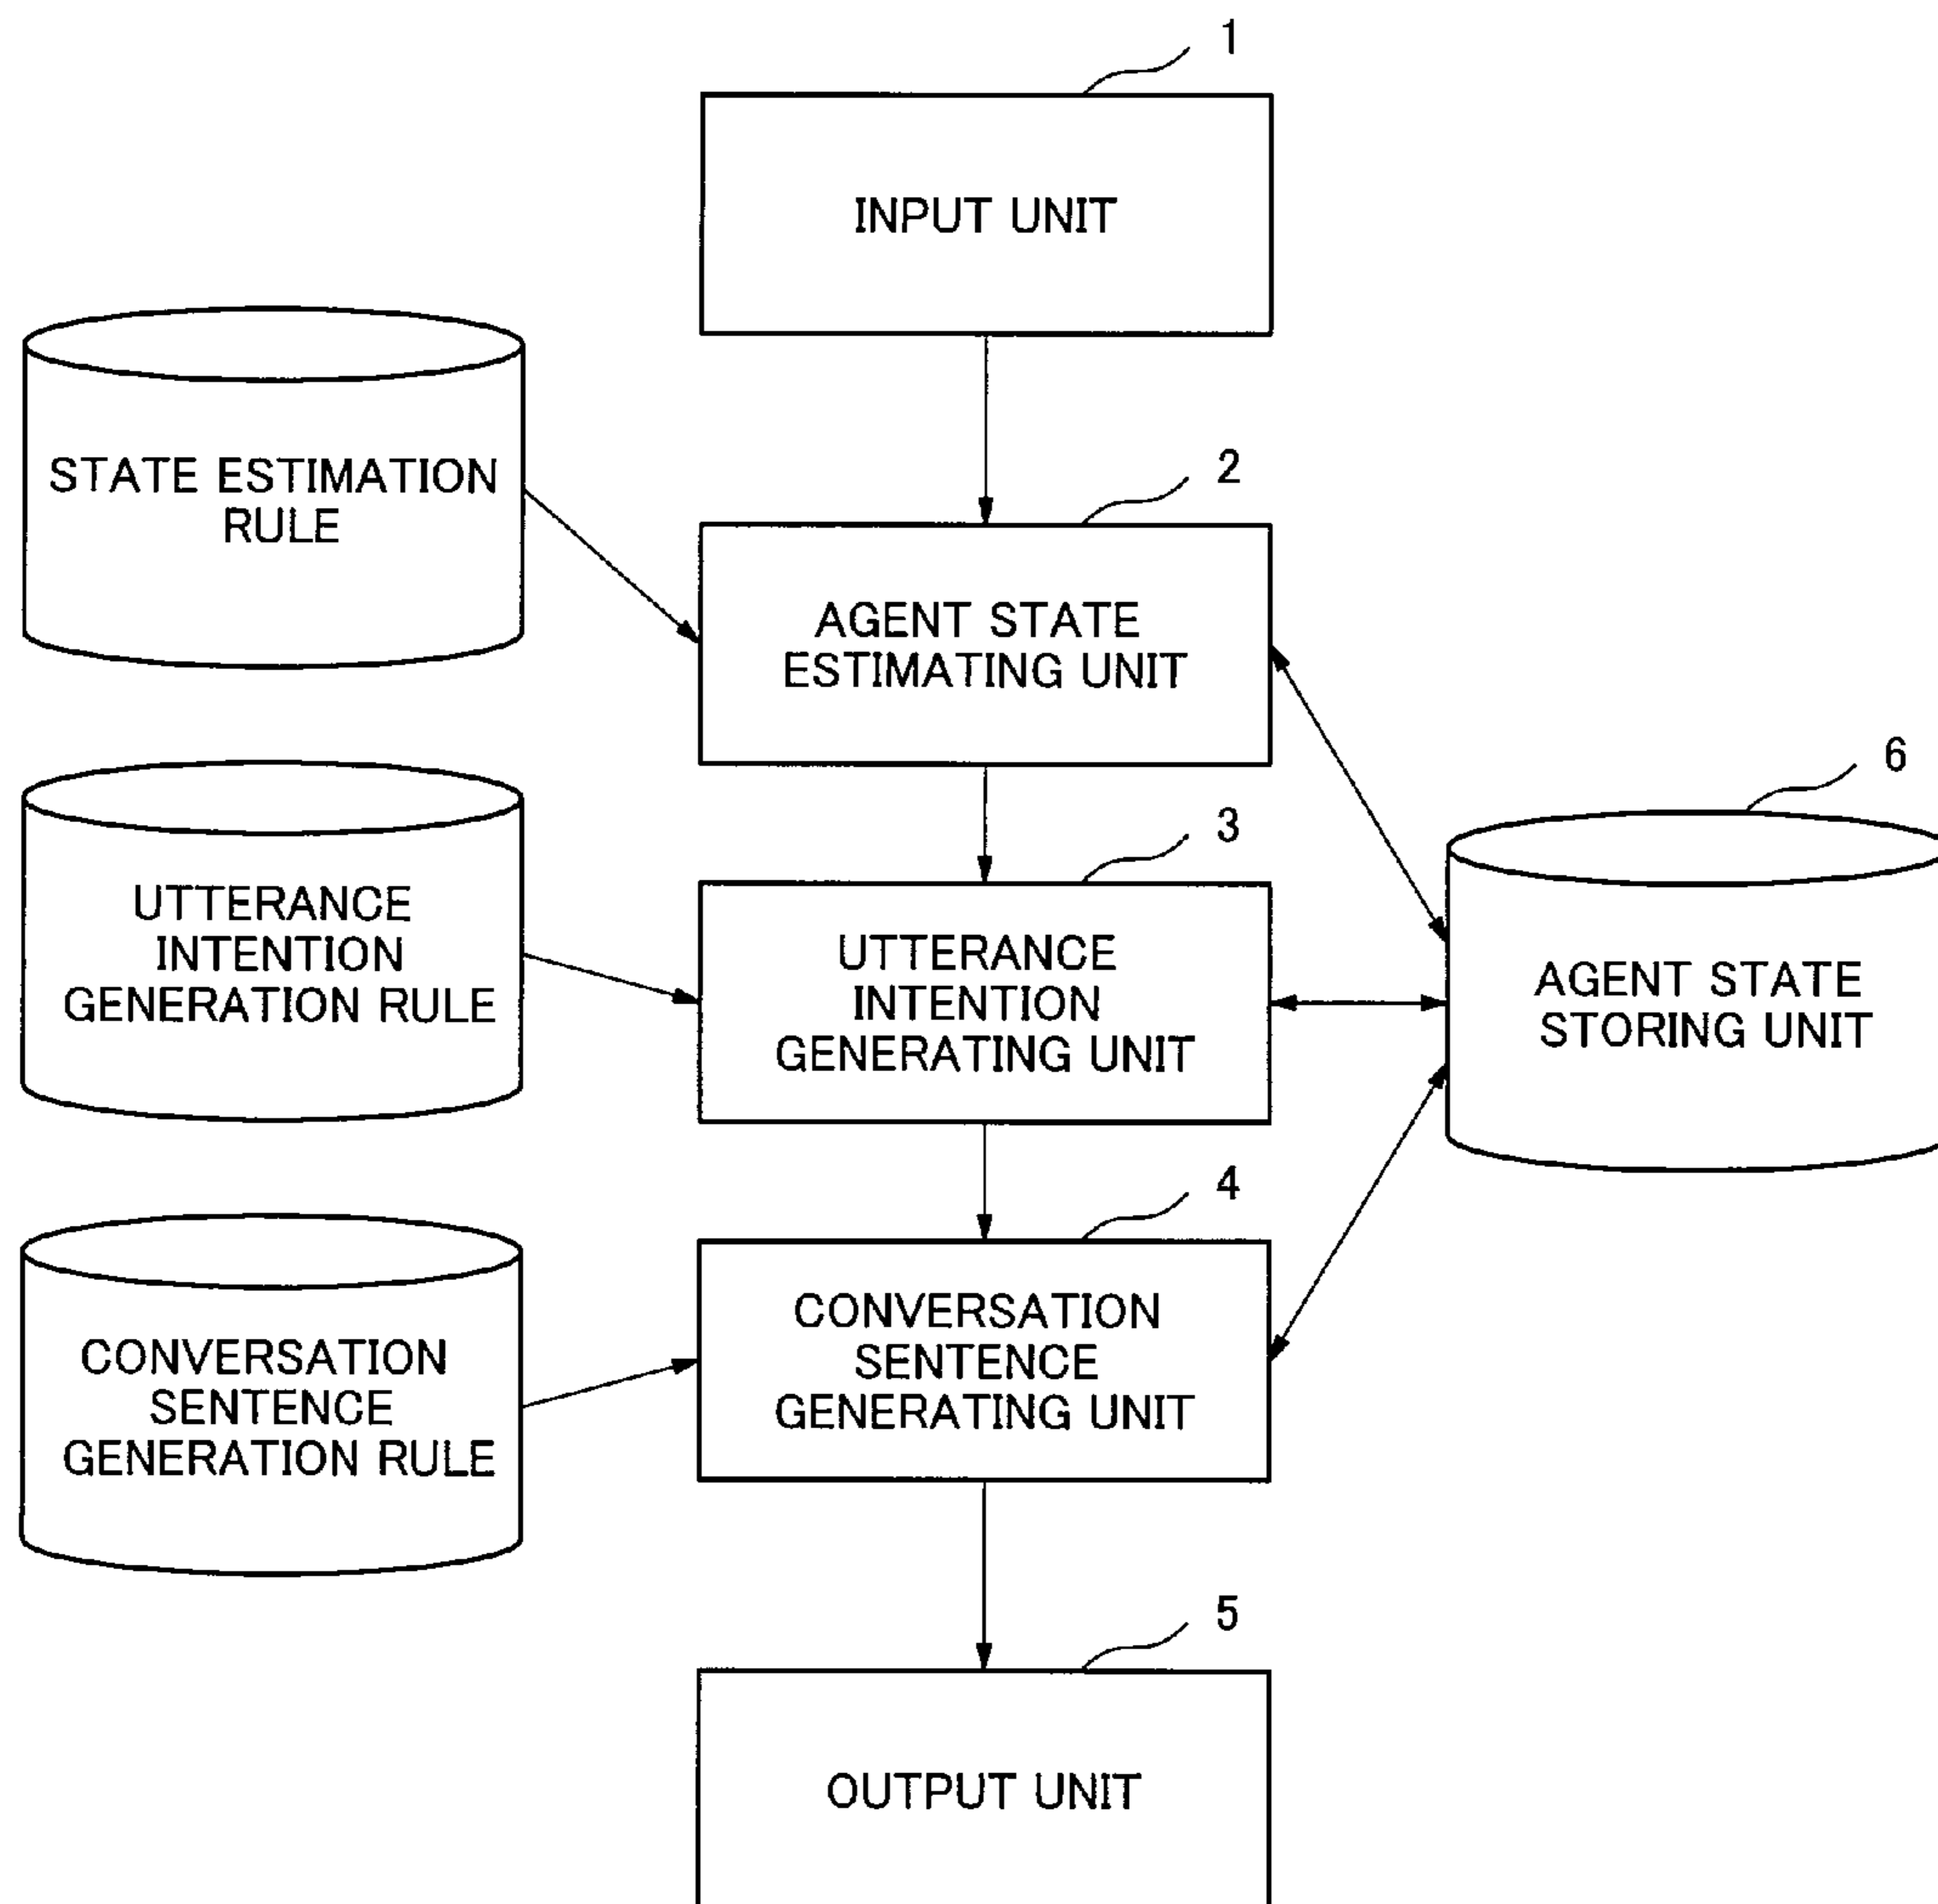 1
INPUT UNIT
STATE ESTIMATION
RULE
2
AGENT STATE
ESTIMATING UNIT
6
AGENT STATE
STORING UNIT
UTTERANCE
INTENTION
GENERATION RULE
3
UTTERANCE
INTENTION
GENERATING UNIT
4
CONVERSATION
SENTENCE
GENERATING UNIT
CONVERSATION
SENTENCE
GENERATION RULE
5
OUTPUT UNIT